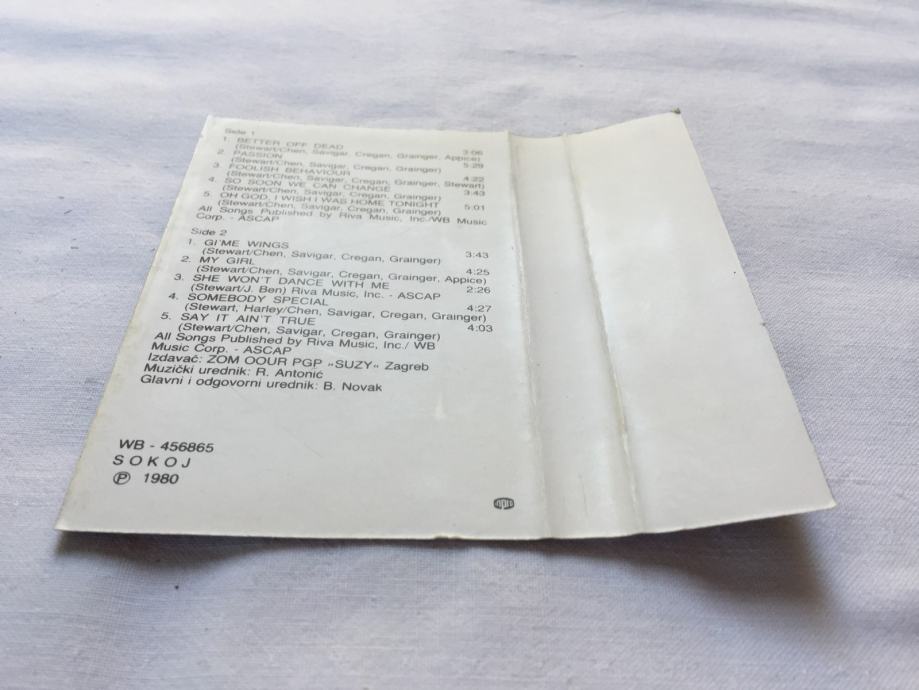 Side 1
1. BETTER OFF DEAD 3:06
(Stewart/Chen, Savigar, Cregan, Grainger, Appice)
2. PASSION 5:29
(Stewart/Chen, Savigar, Cregan, Grainger)
3. FOOLISH BEHAVIOUR 4:22
(Stewart/Chen, Savigar, Cregan, Grainger, Stewart)
4. SO SOON WE CAN CHANGE 3:43
(Stewart/Chen, Savigar, Cregan, Grainger)
5. OH GOD, I WISH I WAS HOME TONIGHT 5:01
(Stewart/Chen, Savigar, Cregan, Grainger)
All Songs Published by Riva Music, Inc./WB Music
Corp. - ASCAP
Side 2
1. GI'ME WINGS 3:43
(Stewart/Chen, Savigar, Cregan, Grainger)
2. MY GIRL 4:25
(Stewart/Chen, Savigar, Cregan, Grainger, Appice)
3. SHE WON'T DANCE WITH ME 2:26
(Stewart/J. Ben) Riva Music, Inc. - ASCAP
4. SOMEBODY SPECIAL 4:27
(Stewart, Harley/Chen, Savigar, Cregan, Grainger)
5. SAY IT AIN'T TRUE 4:03
(Stewart/Chen, Savigar, Cregan, Grainger)
All Songs Published by Riva Music, Inc./ WB
Music Corp. - ASCAP
Izdavač: ZOM OOUR PGP »SUZY« Zagreb
Muzički urednik: R. Antonić
Glavni i odgovorni urednik: B. Novak
WB - 456865
SOKOJ
℗ 1980